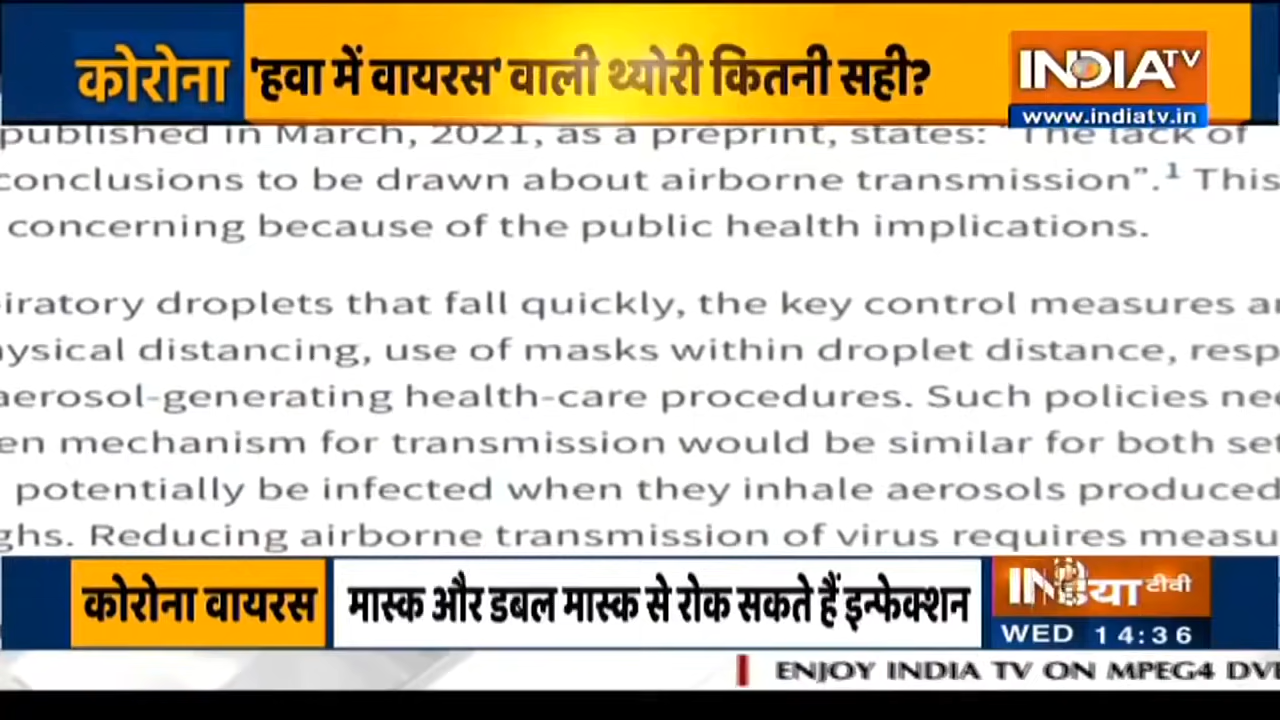 कोरोना 'हवा में वायरस' वाली थ्योरी कितनी सही?
INDIA TV
www.indiatv.in
published in March, 2021, as a preprint, states: "The lack of
conclusions to be drawn about airborne transmission”.1 This
concerning because of the public health implications.
iratory droplets that fall quickly, the key control measures a
ysical distancing, use of masks within droplet distance, resp
aerosol-generating health-care procedures. Such policies ne
en mechanism for transmission would be similar for both se
potentially be infected when they inhale aerosols produced
ghs. Reducing airborne transmission of virus requires measu
कोरोना वायरस मास्क और डबल मास्क से रोक सकते हैं इन्फेक्शन
टीवी
WED 14:36
ENJOY INDIA TV ON MPEG4 DV